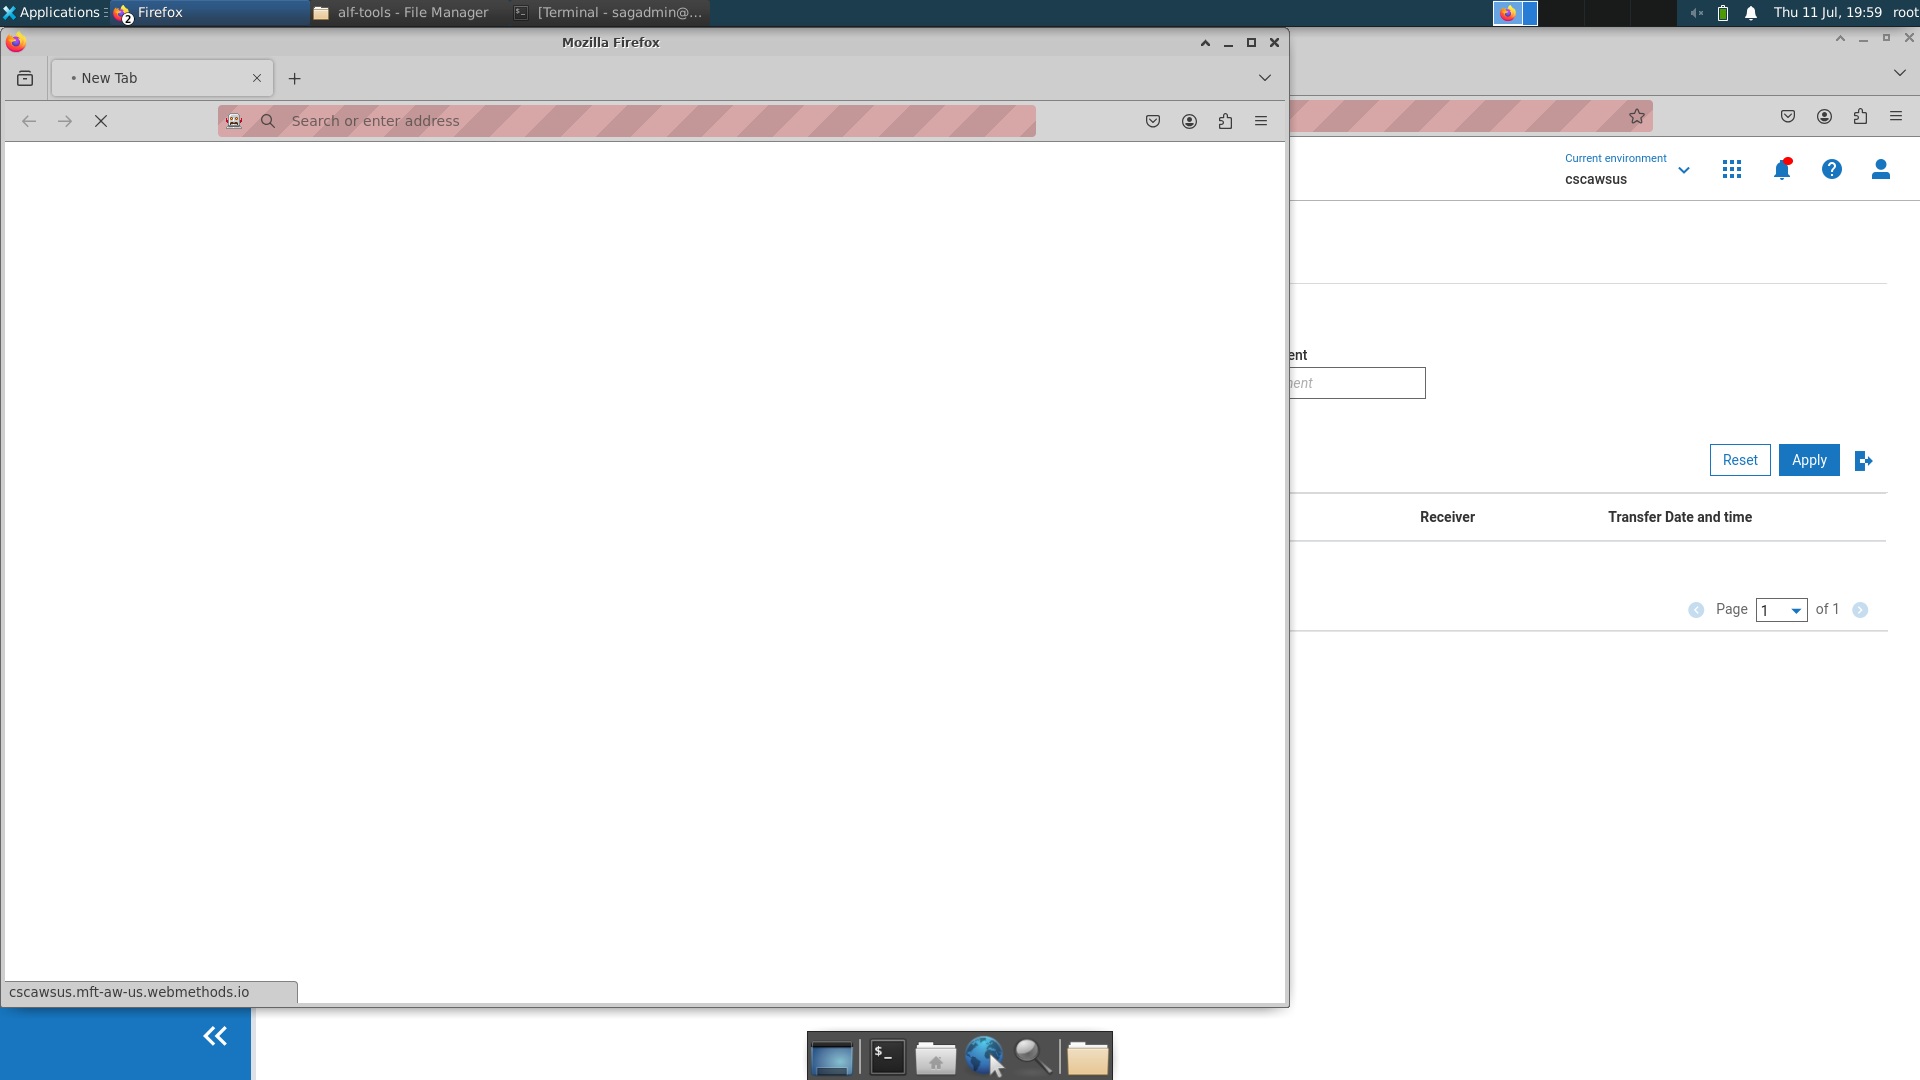 Applications
Firefox
2
alf-tools - File Manager
[Terminal - sagadmin@...
Thu 11 Jul, 19:59
root
Mozilla Firefox
New Tab
Search or enter address
Current environment
cscawsus
ent
Reset
Apply
Receiver
Transfer Date and time
Page
1
of 1
cscawsus.mft-aw-us.webmethods.io
$_